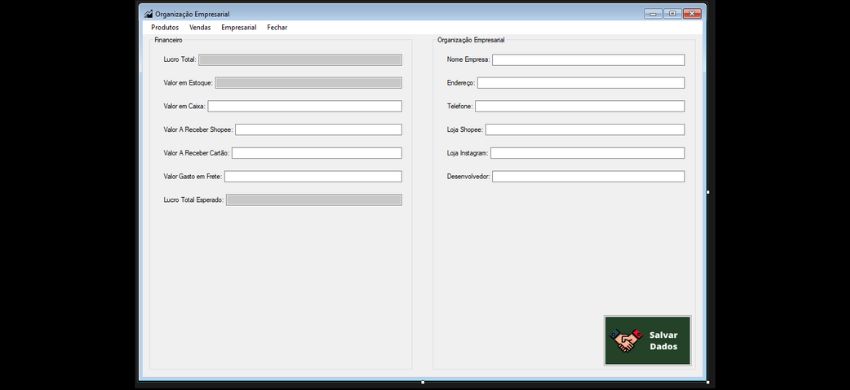 Organização Empresarial
Produtos Vendas Empresarial Fechar
Financeiro
Lucro Total:
Valor em Estoque:
Valor em Caixa:
Valor A Receber Shopee:
Valor A Receber Cartão:
Valor Gasto em Frete:
Lucro Total Esperado:
Organização Empresarial
Nome Empresa:
Endereço:
Telefone:
Loja Shopee:
Loja Instagram:
Desenvolvedor:
Salvar
Dados